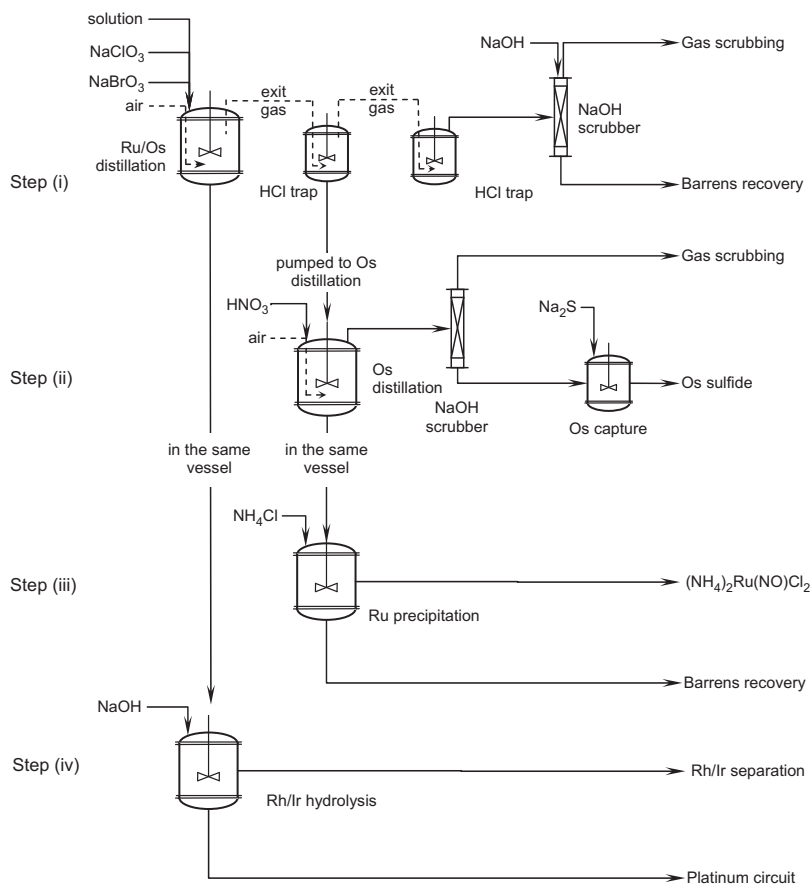 solution
NaClO₃
NaBrO₃
air
exit
gas
exit
gas
NaOH
Gas scrubbing
NaOH
scrubber
Ru/Os
distillation
Step (i)
HCl trap
HCl trap
Barrens recovery
pumped to Os
distillation
Gas scrubbing
HNO₃
air
Na₂S
Step (ii)
Os
distillation
NaOH
scrubber
Os sulfide
Os capture
in the same
vessel
in the same
vessel
NH₄Cl
Step (iii)
(NH₄)₂Ru(NO)Cl₂
Ru precipitation
Barrens recovery
NaOH
Step (iv)
Rh/Ir separation
Rh/Ir hydrolysis
Platinum circuit